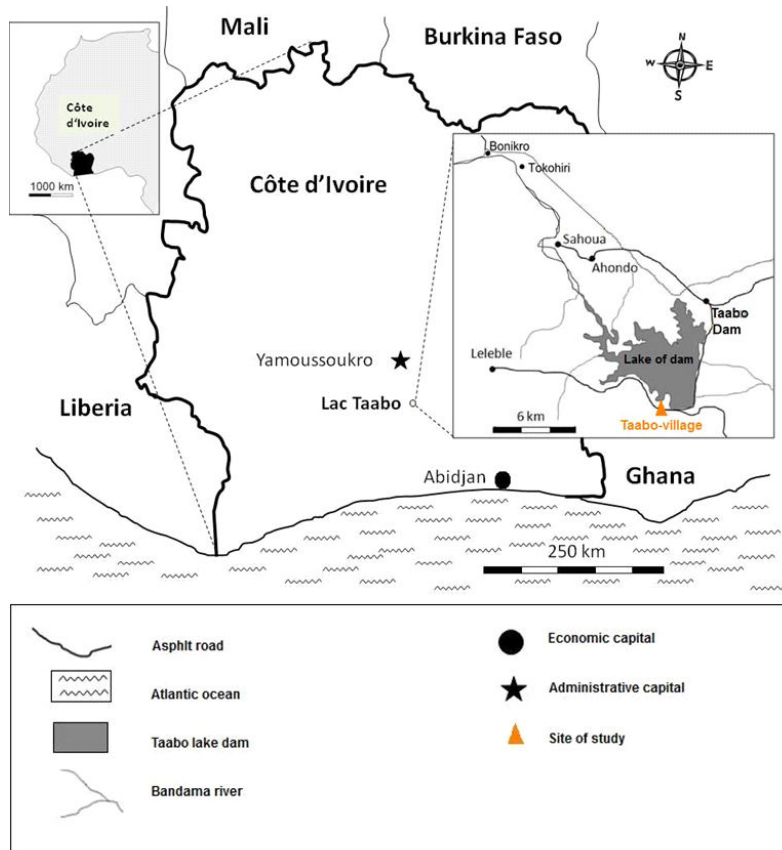 Mali
Burkina Faso
N
W E
S
Côte
d'Ivoire
1000 km
Côte d'Ivoire
Bonikro
Tokohiri
Sahoua
Ahondo
Taabo
Dam
Leleble
Lake of dam
6 km
Taabo-village
Yamoussoukro
Lac Taabo
Liberia
Abidjan
Ghana
250 km
Asphlt road
Economic capital
Atlantic ocean
Administrative capital
Taabo lake dam
Site of study
Bandama river